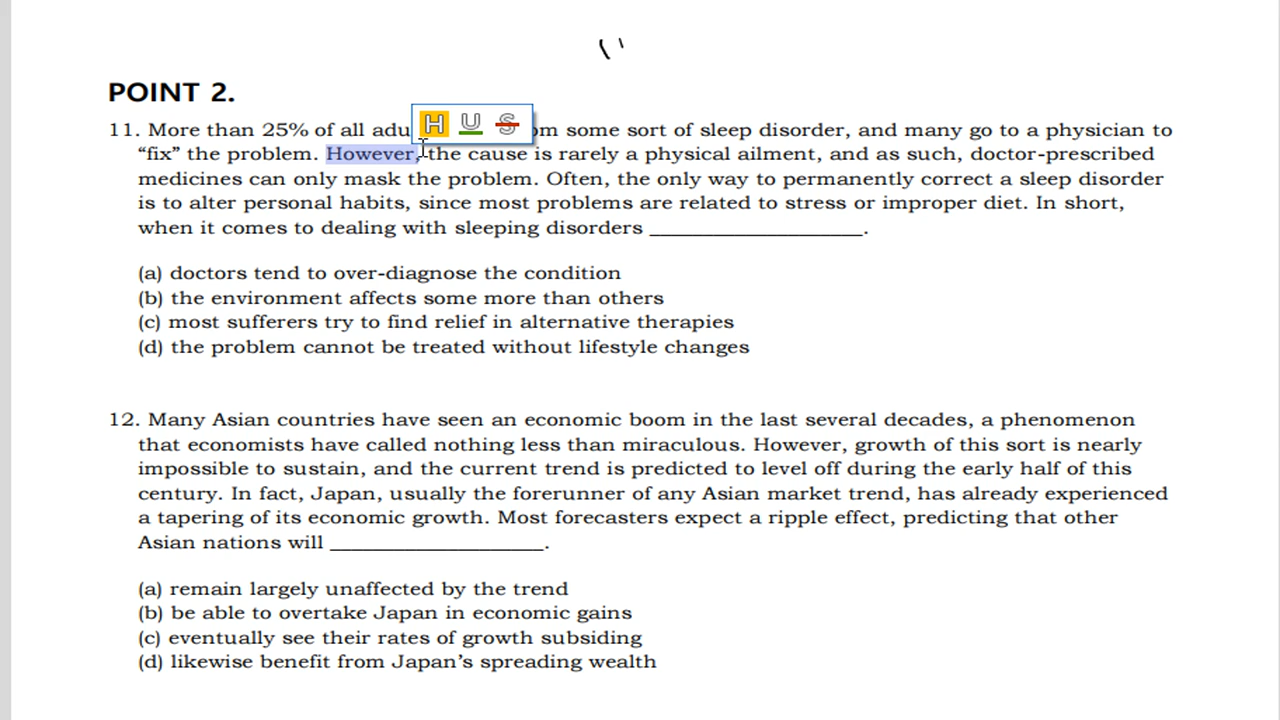 POINT 2.
11. More than 25% of all adu om some sort of sleep disorder, and many go to a physician to
H U S
“fix” the problem. However, the cause is rarely a physical ailment, and as such, doctor-prescribed
medicines can only mask the problem. Often, the only way to permanently correct a sleep disorder
is to alter personal habits, since most problems are related to stress or improper diet. In short,
when it comes to dealing with sleeping disorders ____________________.
(a) doctors tend to over-diagnose the condition
(b) the environment affects some more than others
(c) most sufferers try to find relief in alternative therapies
(d) the problem cannot be treated without lifestyle changes
12. Many Asian countries have seen an economic boom in the last several decades, a phenomenon
that economists have called nothing less than miraculous. However, growth of this sort is nearly
impossible to sustain, and the current trend is predicted to level off during the early half of this
century. In fact, Japan, usually the forerunner of any Asian market trend, has already experienced
a tapering of its economic growth. Most forecasters expect a ripple effect, predicting that other
Asian nations will ____________________.
(a) remain largely unaffected by the trend
(b) be able to overtake Japan in economic gains
(c) eventually see their rates of growth subsiding
(d) likewise benefit from Japan’s spreading wealth